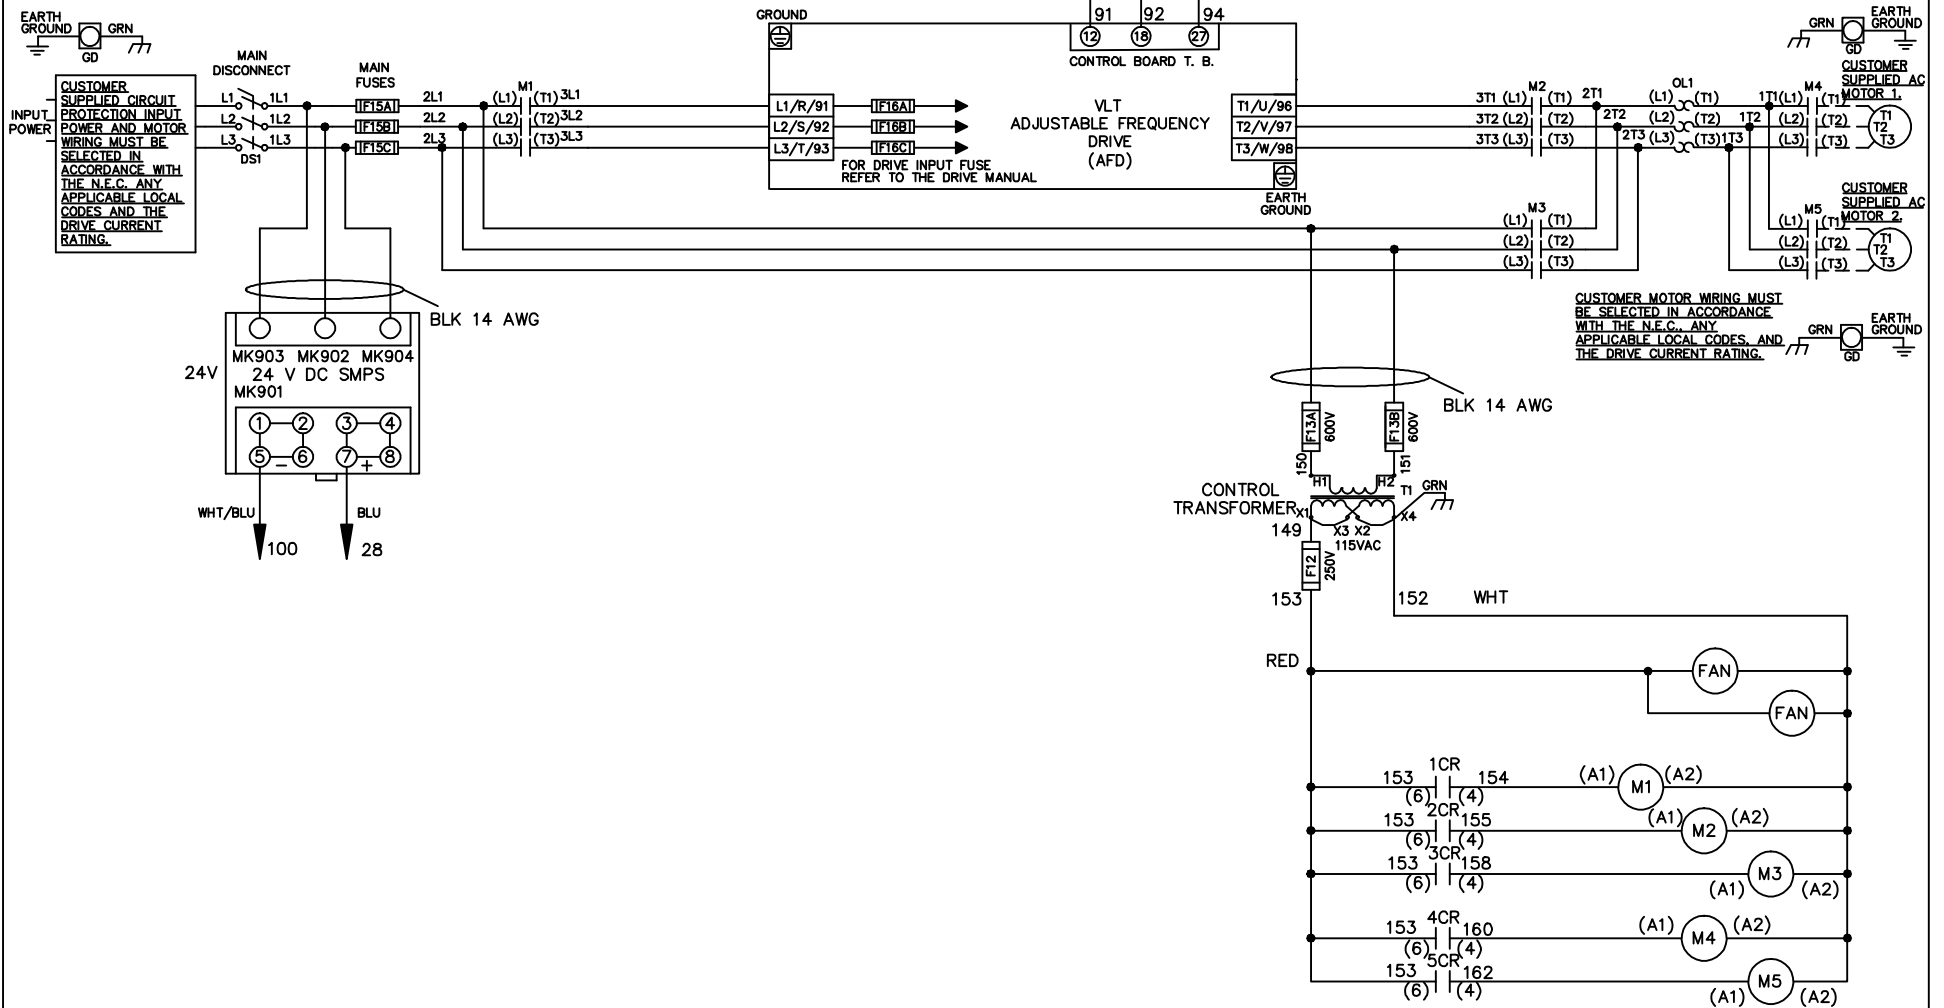 EARTH
GROUND
GRN
GD
MAIN
DISCONNECT
MAIN
FUSES
GROUND
91 92 94
12 18 27
CONTROL BOARD T. B.
GRN
EARTH
GROUND
GD
INPUT
POWER
CUSTOMER
SUPPLIED CIRCUIT
PROTECTION INPUT
POWER AND MOTOR
WIRING MUST BE
SELECTED IN
ACCORDANCE WITH
THE N.E.C. ANY
APPLICABLE LOCAL
CODES AND THE
DRIVE CURRENT
RATING.
L1 1L1
L2 1L2
L3 1L3
DS1
F15A
F15B
F15C
2L1
2L2
2L3
M1
(L1) (T1) 3L1
(L2) (T2) 3L2
(L3) (T3) 3L3
L1/R/91
L2/S/92
L3/T/93
F16A
F16B
F16C
FOR DRIVE INPUT FUSE
REFER TO THE DRIVE MANUAL
VLT
ADJUSTABLE FREQUENCY
DRIVE
(AFD)
T1/U/96
T2/V/97
T3/W/98
EARTH
GROUND
M2
3T1 (L1) (T1) 2T1
3T2 (L2) (T2) 2T2
3T3 (L3) (T3) 2T3
OL1
(L1) (T1) 1T1
(L2) (T2) 1T2
(L3) (T3) 1T3
M4
(L1) (T1)
(L2) (T2)
(L3) (T3)
CUSTOMER
SUPPLIED AC
MOTOR 1.
T1
T2
T3
M3
(L1) (T1)
(L2) (T2)
(L3) (T3)
M5
(L1) (T1)
(L2) (T2)
(L3) (T3)
CUSTOMER
SUPPLIED AC
MOTOR 2.
T1
T2
T3
CUSTOMER MOTOR WIRING MUST
BE SELECTED IN ACCORDANCE
WITH THE N.E.C., ANY
APPLICABLE LOCAL CODES, AND
THE DRIVE CURRENT RATING.
GRN
EARTH
GROUND
GD
BLK 14 AWG
MK903 MK902 MK904
24V
24 V DC SMPS
MK901
1 2 3 4
5 − 6 7 + 8
WHT/BLU
BLU
100
28
BLK 14 AWG
F13A
600V
F13B
600V
150
151
H1 H2
T1
GRN
CONTROL
TRANSFORMER
X1
X3 X2
X4
115VAC
149
F12
250V
153
152 WHT
RED
FAN
FAN
1CR
153 154
(6) (4)
(A1) M1 (A2)
2CR
153 155
(6) (4)
(A1) M2 (A2)
3CR
153 158
(6) (4)
(A1) M3 (A2)
4CR
153 160
(6) (4)
(A1) M4 (A2)
5CR
153 162
(6) (4)
(A1) M5 (A2)